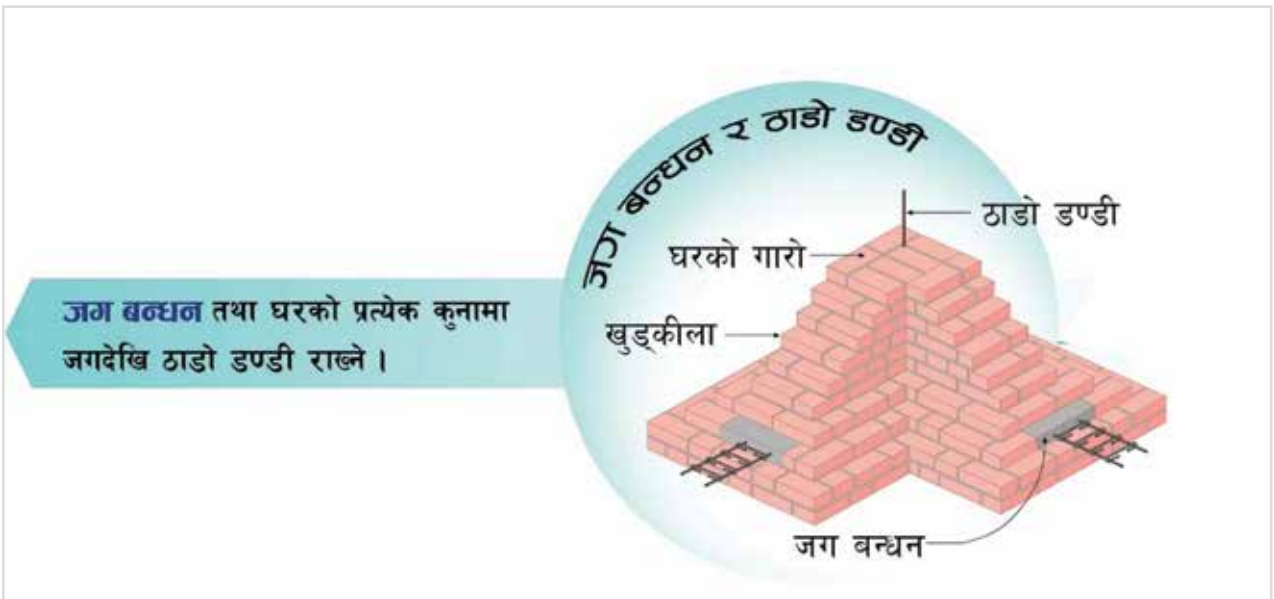 जग बन्धन र ठाडो डण्डी
ठाडो डण्डी
घरको गारो
खुड्कीला
जग बन्धन तथा घरको प्रत्येक कुनामा
जगदेखि ठाडो डण्डी राख्ने ।
जग बन्धन